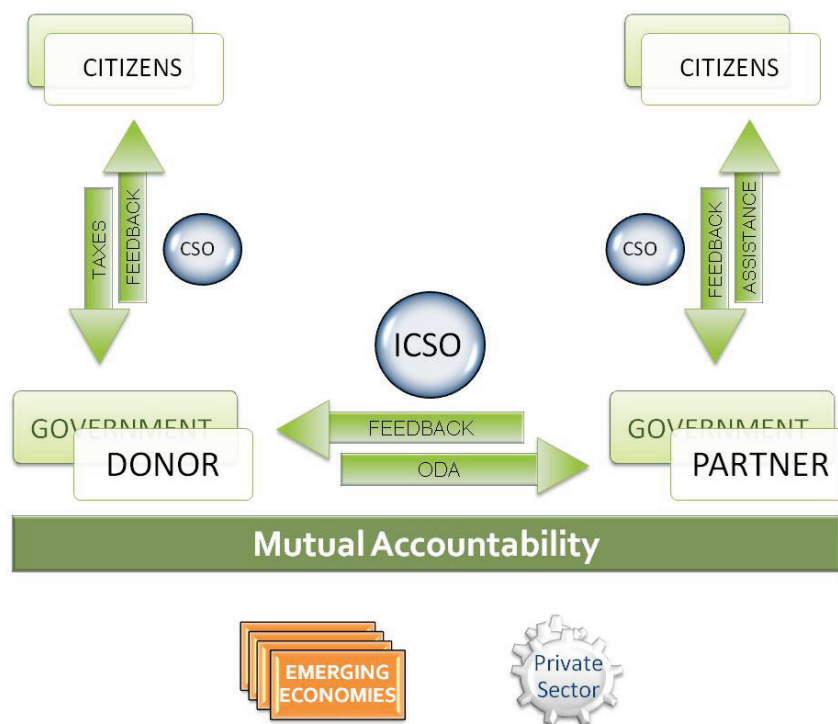 CITIZENS
CITIZENS
TAXES
FEEDBACK
CSO
CSO
FEEDBACK
ASSISTANCE
ICSO
GOVERNMENT
DONOR
FEEDBACK
ODA
GOVERNMENT
PARTNER
Mutual Accountability
EMERGING
ECONOMIES
Private
Sector